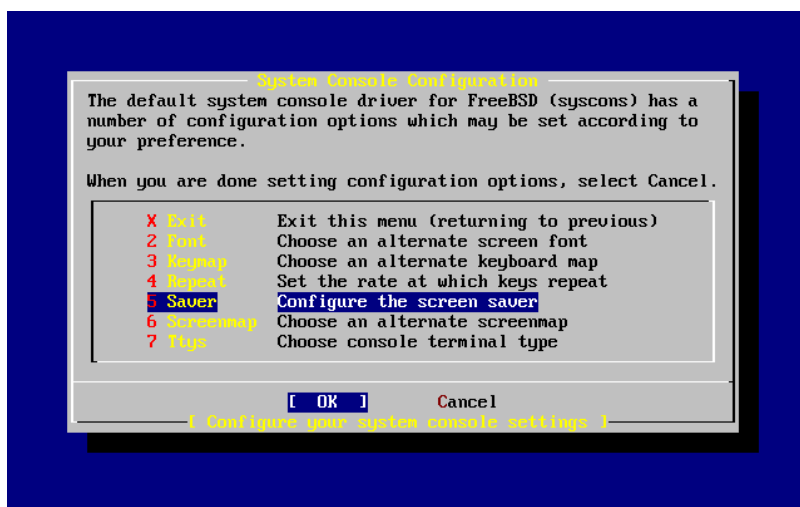 System Console Configuration
The default system console driver for FreeBSD (syscons) has a
number of configuration options which may be set according to
your preference.
When you are done setting configuration options, select Cancel.
X Exit Exit this menu (returning to previous)
2 Font Choose an alternate screen font
3 Keymap Choose an alternate keyboard map
4 Repeat Set the rate at which keys repeat
5 Saver Configure the screen saver
6 Screenmap Choose an alternate screenmap
7 Ttys Choose console terminal type
[ OK ] Cancel
[ Configure your system console settings ]